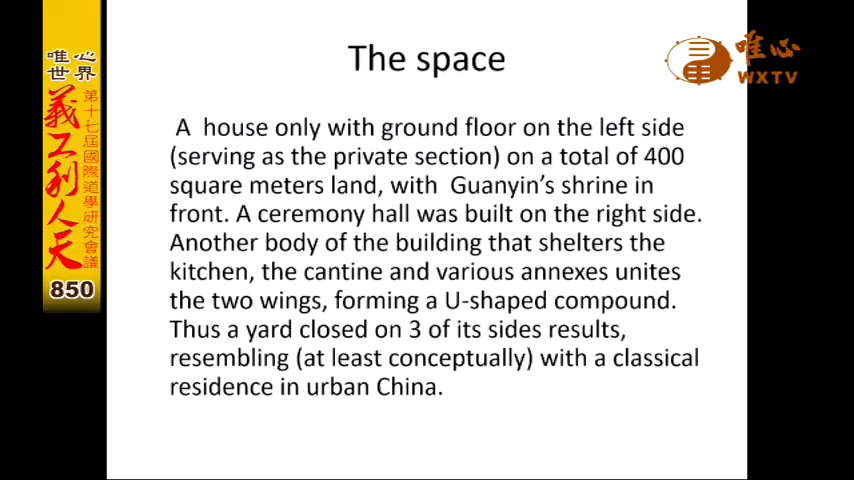 唯心
世界
義工利人天
第十七屆國際道學研究會議
850
The space
唯心
WXTV
A house only with ground floor on the left side
(serving as the private section) on a total of 400
square meters land, with Guanyin's shrine in
front. A ceremony hall was built on the right side.
Another body of the building that shelters the
kitchen, the cantine and various annexes unites
the two wings, forming a U-shaped compound.
Thus a yard closed on 3 of its sides results,
resembling (at least conceptually) with a classical
residence in urban China.